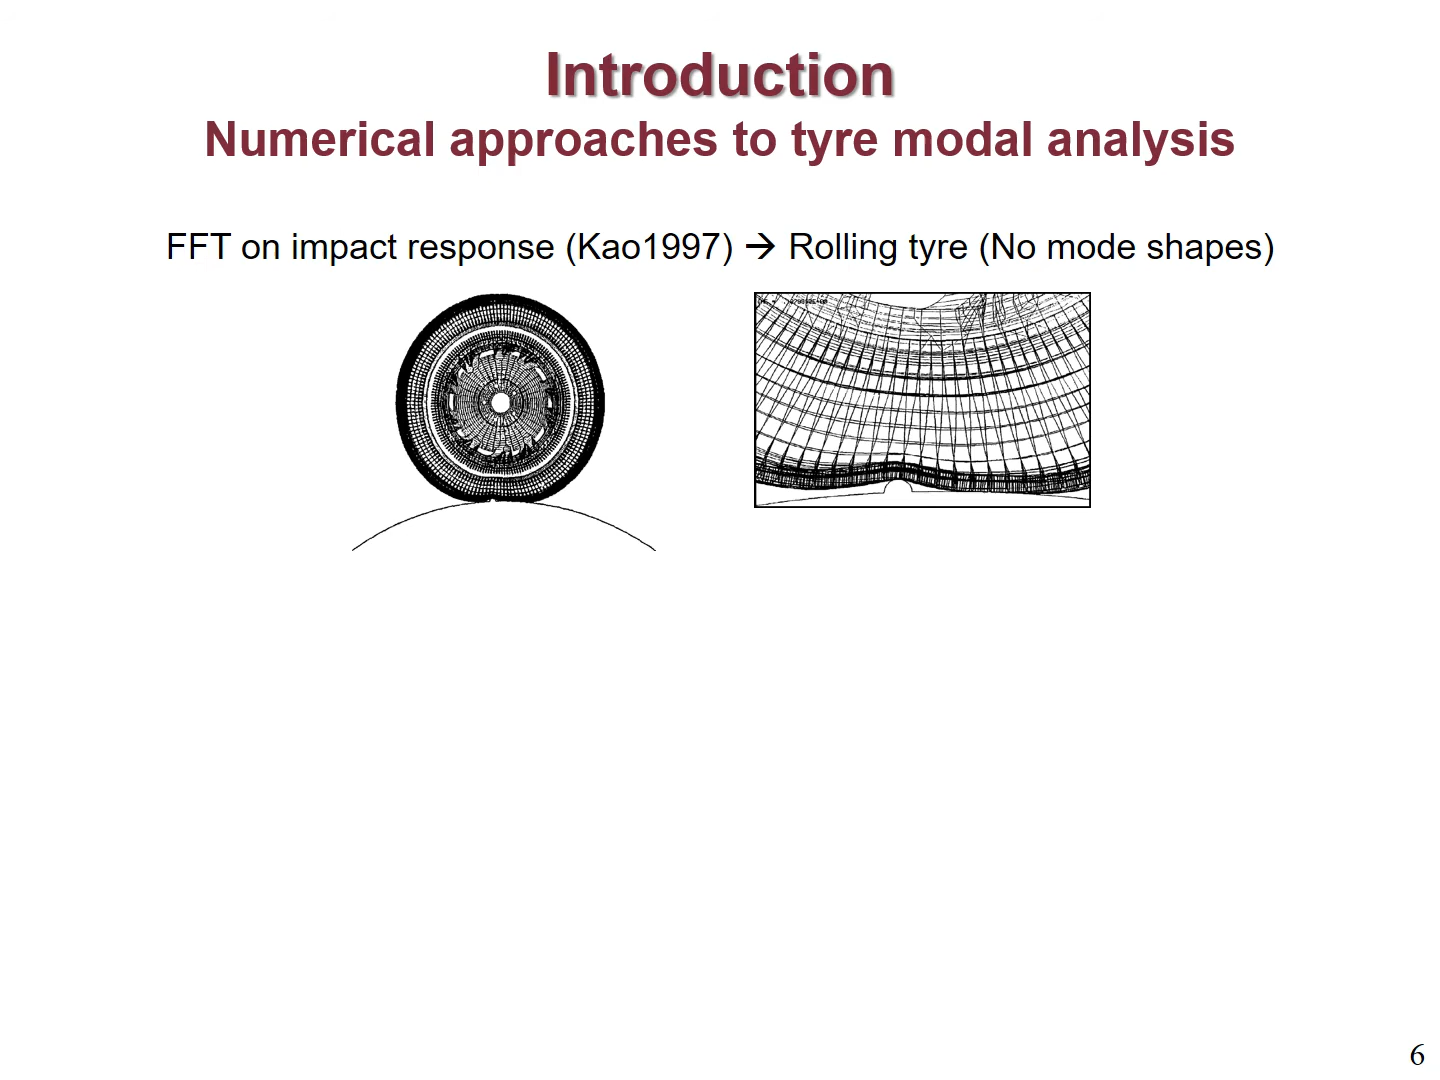 Introduction
Numerical approaches to tyre modal analysis
FFT on impact response (Kao1997) → Rolling tyre (No mode shapes)
6